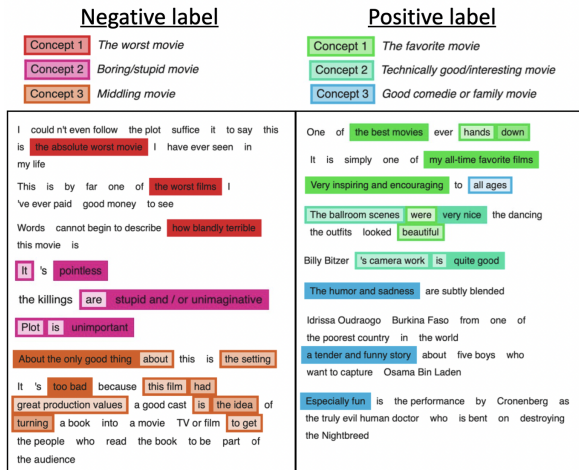 Negative label
Concept 1 The worst movie
Concept 2 Boring/stupid movie
Concept 3 Middling movie
I could n't even follow the plot suffice it to say this
is the absolute worst movie I have ever seen in
my life
This is by far one of the worst films I
've ever paid good money to see
Words cannot begin to describe how blandly terrible
this movie is
It 's pointless
the killings are stupid and / or unimaginative
Plot is unimportant
About the only good thing about this is the setting
It 's too bad because this film had
great production values a good cast is the idea of
turning a book into a movie TV or film to get
the people who read the book to be part of
the audience
Positive label
Concept 1 The favorite movie
Concept 2 Technically good/interesting movie
Concept 3 Good comedie or family movie
One of the best movies ever hands down
It is simply one of my all-time favorite films
Very inspiring and encouraging to all ages
The ballroom scenes were very nice the dancing
the outfits looked beautiful
Billy Bitzer 's camera work is quite good
The humor and sadness are subtly blended
Idrissa Oudraogo Burkina Faso from one of
the poorest country in the world
a tender and funny story about five boys who
want to capture Osama Bin Laden
Especially fun is the performance by Cronenberg as
the truly evil human doctor who is bent on destroying
the Nightbreed